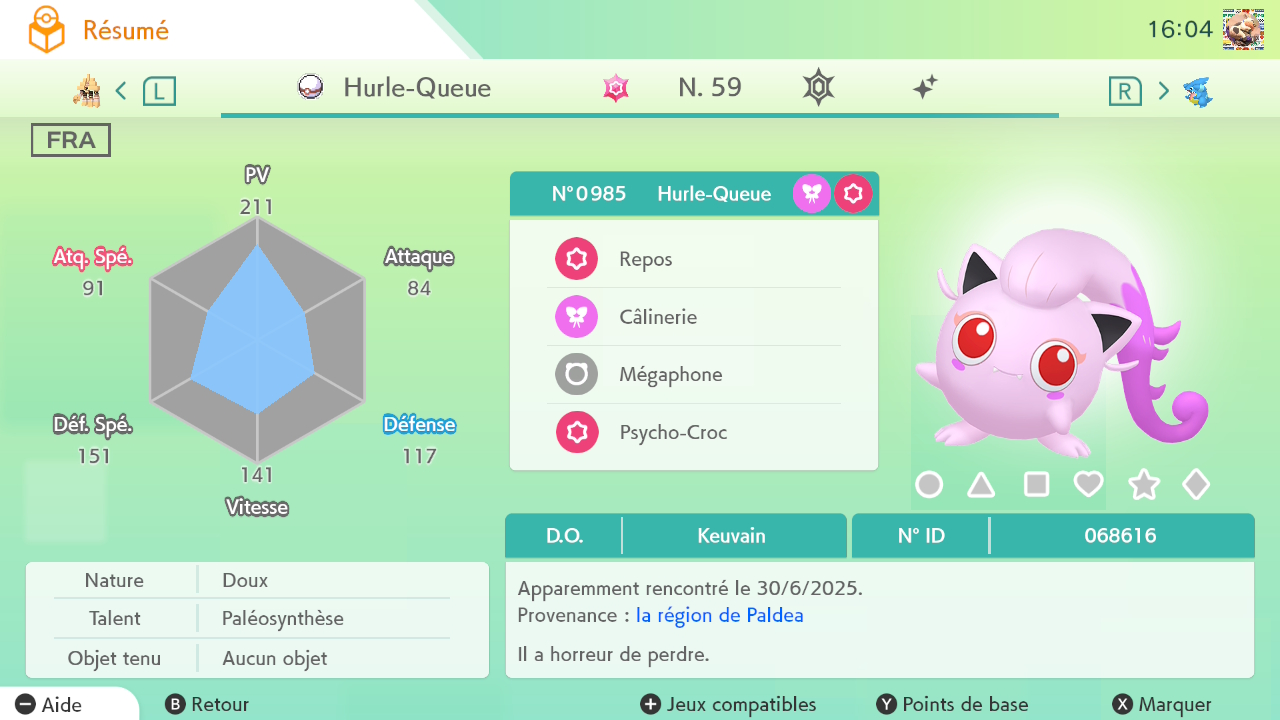 Résumé
16:04
L
Hurle-Queue
N. 59
R
FRA
PV
211
Atq. Spé.
91
Attaque
84
Déf. Spé.
151
Défense
117
141
Vitesse
N°0985 Hurle-Queue
Repos
Câlinerie
Mégaphone
Psycho-Croc
D.O. Keuvain
N° ID 068616
Nature Doux
Talent Paléosynthèse
Objet tenu Aucun objet
Apparemment rencontré le 30/6/2025.
Provenance : la région de Paldea
Il a horreur de perdre.
Aide
B Retour
Jeux compatibles
Y Points de base
X Marquer